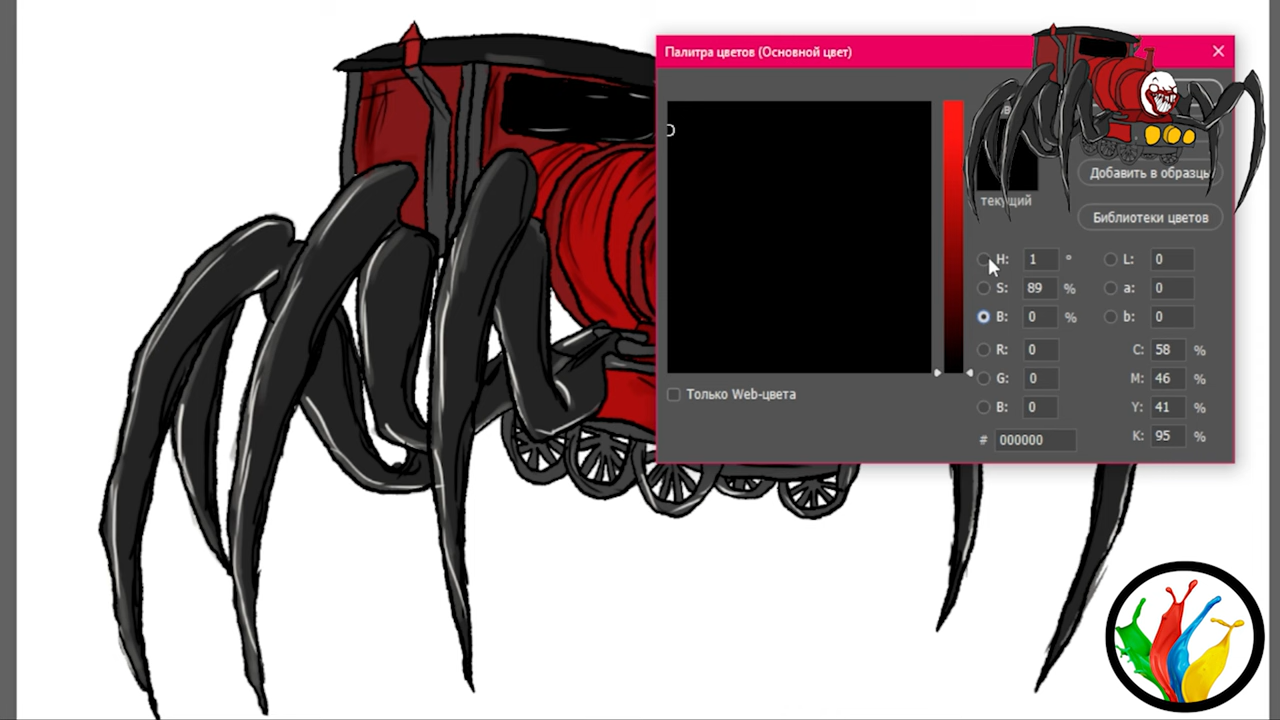 Палитра цветов (Основной цвет)
текущий
Добавить в образцы
Библиотеки цветов
H: 1 °
S: 89 %
B: 0 %
R: 0
G: 0
B: 0
# 000000
L: 0
a: 0
b: 0
C: 58 %
M: 46 %
Y: 41 %
K: 95 %
Только Web-цвета